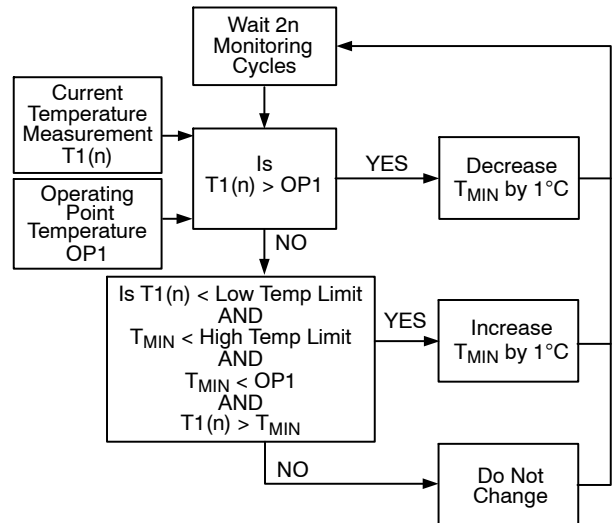 Wait 2n
Monitoring
Cycles
Current
Temperature
Measurement
T1(n)
Is
T1(n) > OP1
YES
Decrease
TMIN by 1°C
Operating
Point
Temperature
OP1
NO
Is T1(n) < Low Temp Limit
AND
TMIN < High Temp Limit
AND
TMIN < OP1
AND
T1(n) > TMIN
YES
Increase
TMIN by 1°C
NO
Do Not
Change